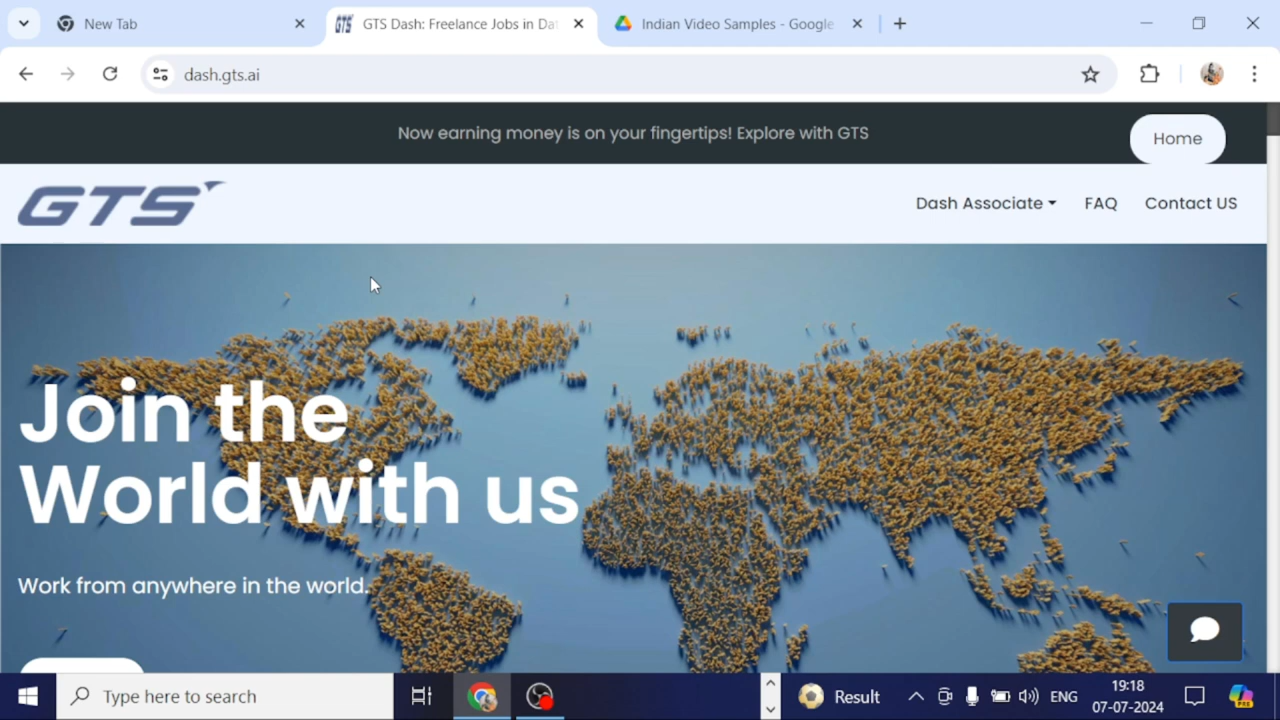 New Tab
GTS Dash: Freelance Jobs in Dat
Indian Video Samples - Google
dash.gts.ai
Now earning money is on your fingertips! Explore with GTS
Home
GTS
Dash Associate
FAQ
Contact US
Join the
World with us
Work from anywhere in the world.
Type here to search
Result
ENG
19:18
07-07-2024
PRE